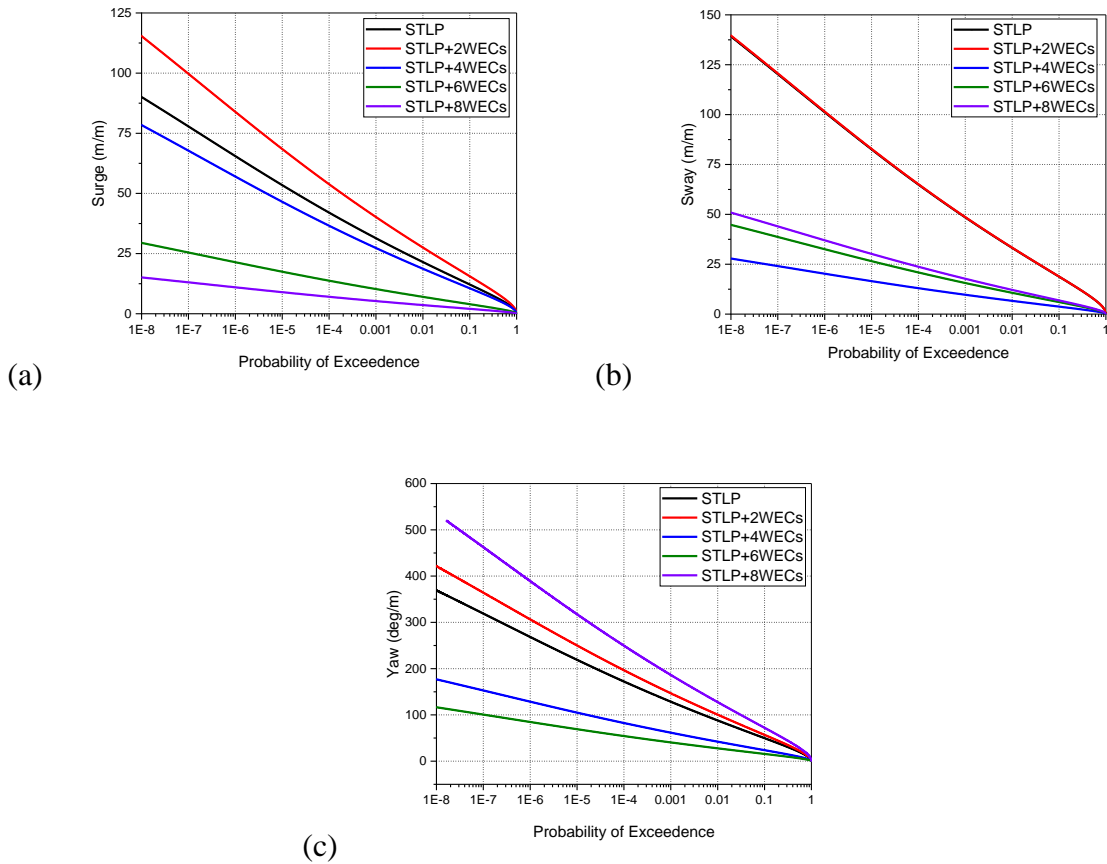 125
100
75
50
25
0
Surge (m/m)
STLP
STLP+2WECs
STLP+4WECs
STLP+6WECs
STLP+8WECs
1E-8 1E-7 1E-6 1E-5 1E-4 0.001 0.01 0.1 1
Probability of Exceedence
(a)
150
125
100
75
50
25
0
Sway (m/m)
STLP
STLP+2WECs
STLP+4WECs
STLP+6WECs
STLP+8WECs
1E-8 1E-7 1E-6 1E-5 1E-4 0.001 0.01 0.1 1
Probability of Exceedence
(b)
600
500
400
300
200
100
0
Yaw (deg/m)
STLP
STLP+2WECs
STLP+4WECs
STLP+6WECs
STLP+8WECs
1E-8 1E-7 1E-6 1E-5 1E-4 0.001 0.01 0.1 1
Probability of Exceedence
(c)